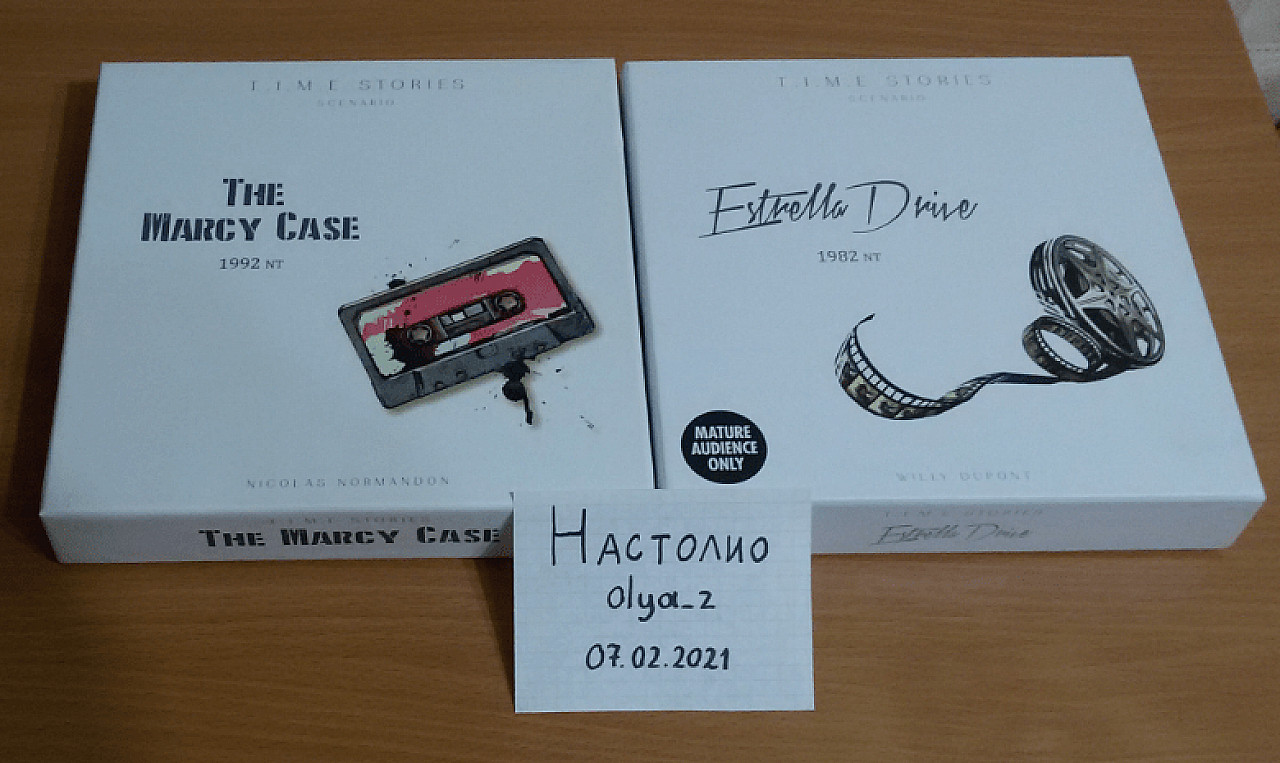 T.I.M.E STORIES
SCENARIO
THE
MARCY CASE
1992 NT
NICOLAS NORMANDON
T.I.M.E STORIES
THE MARCY CASE
T.I.M.E STORIES
SCENARIO
Estrella Drive
1982 NT
MATURE
AUDIENCE
ONLY
WILLY DUPONT
T.I.M.E STORIES
Estrella Drive
Настолио
olya_z
07.02.2021